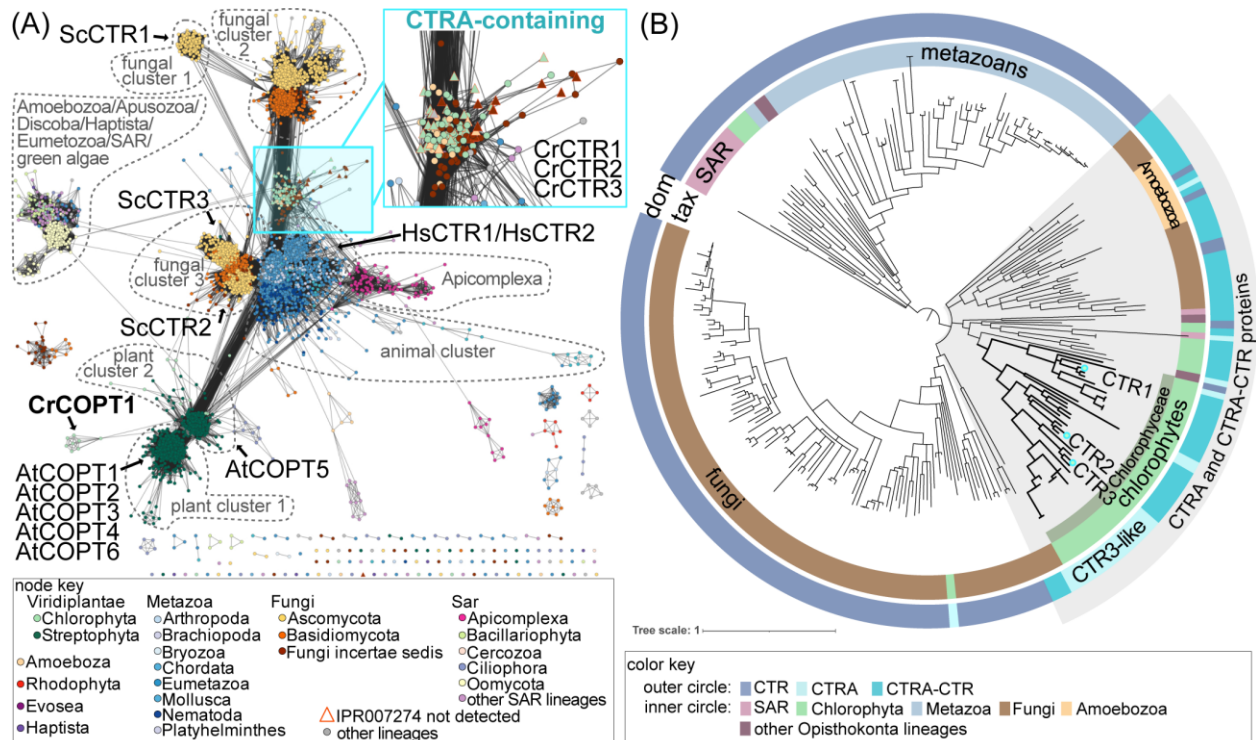 (A)
ScCTR1
fungal
cluster
2
fungal
cluster 1
CTRA-containing
CrCTR1
CrCTR2
CrCTR3
Amoebozoa/Apusozoa/
Discoba/Haptista/
Eumetozoa/SAR/
green algae
ScCTR3
HsCTR1/HsCTR2
fungal
cluster 3
Apicomplexa
ScCTR2
animal cluster
plant
cluster 2
CrCOPT1
AtCOPT5
AtCOPT1
AtCOPT2
AtCOPT3
AtCOPT4
AtCOPT6
plant cluster 1
node key
Viridiplantae
Chlorophyta
Streptophyta
Amoeboza
Rhodophyta
Evosea
Haptista
Metazoa
Arthropoda
Brachiopoda
Bryozoa
Chordata
Eumetazoa
Mollusca
Nematoda
Platyhelminthes
Fungi
Ascomycota
Basidiomycota
Fungi incertae sedis
IPR007274 not detected
other lineages
Sar
Apicomplexa
Bacillariophyta
Cercozoa
Ciliophora
Oomycota
other SAR lineages
(B)
metazoans
SAR
dom
tax
Amoebozoa
CTR1
CTR2
CTR3
Chlorophyceae
chlorophytes
CTRA and CTRA-CTR proteins
CTR3-like
fungi
Tree scale: 1
color key
outer circle: CTR CTRA CTRA-CTR
inner circle: SAR Chlorophyta Metazoa Fungi Amoebozoa
other Opisthokonta lineages